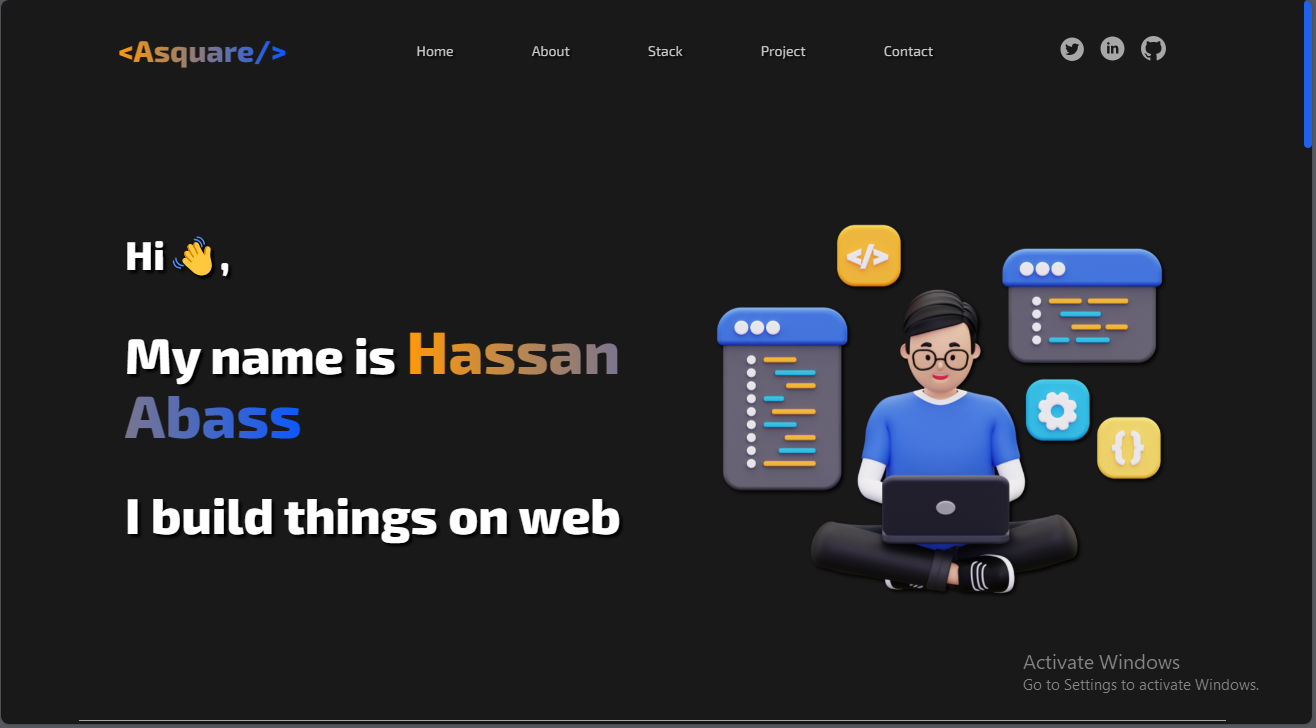 <Asquare/>
Home
About
Stack
Project
Contact
in
Hi 👋,
</>
My name is Hassan
Abass
{}
I build things on web
Activate Windows
Go to Settings to activate Windows.